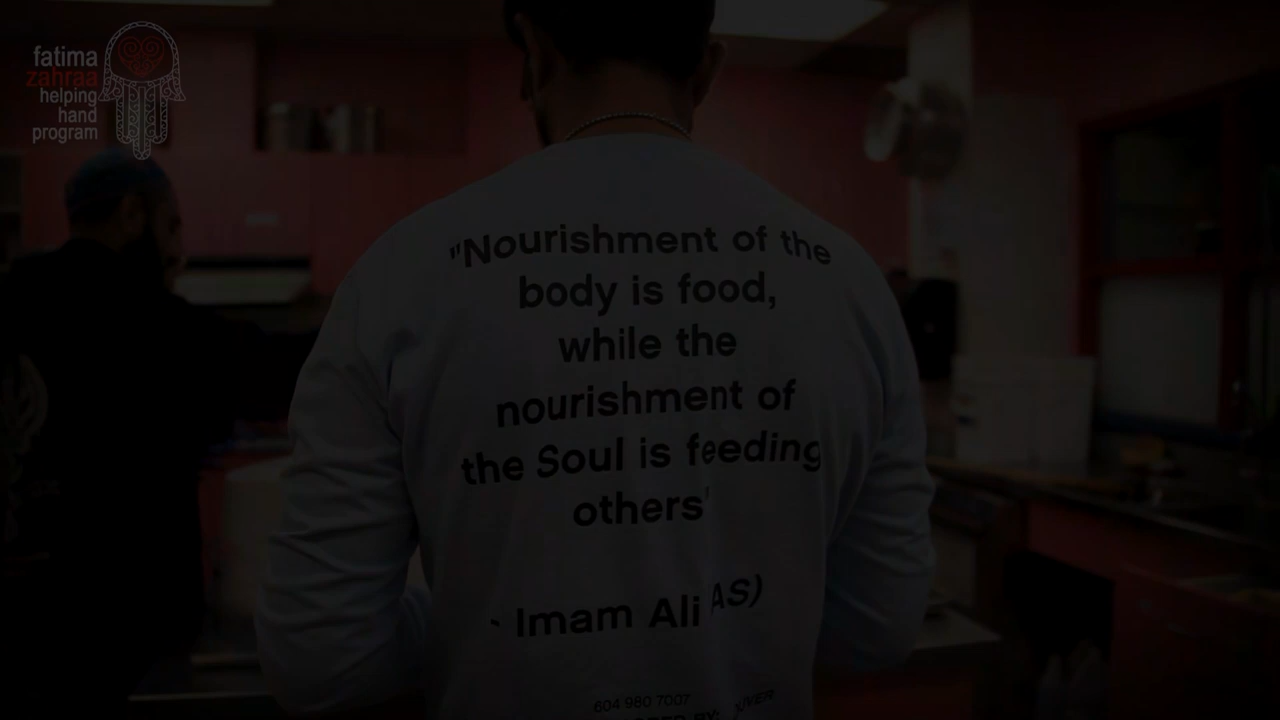 fatima
zahraa
helping
hand
program
"Nourishment of the
body is food,
while the
nourishment of
the Soul is feeding
others'
- Imam Ali (AS)
604 980 7007
BY: